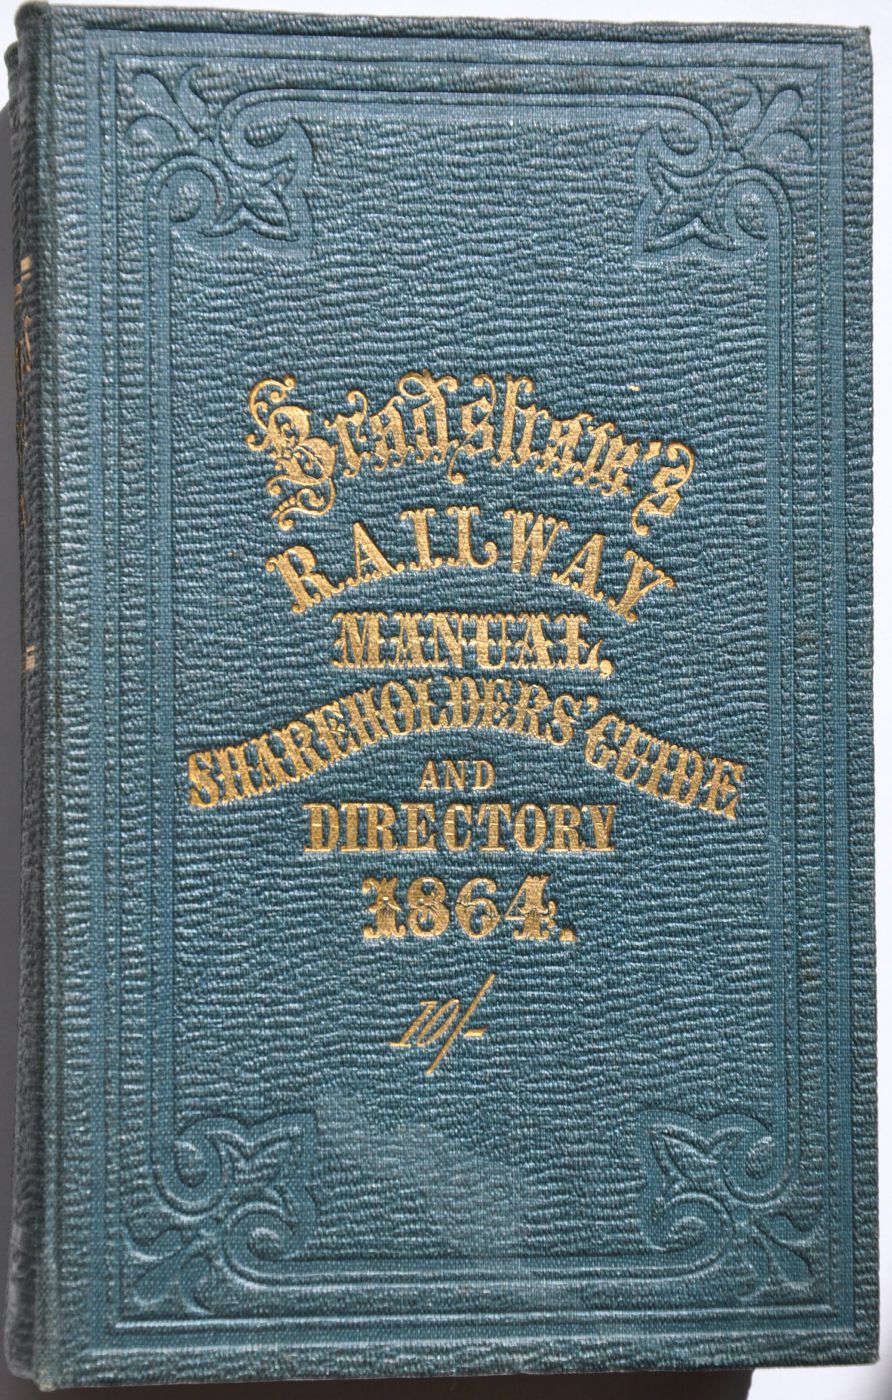 Bradshaw's
RAILWAY
MANUAL,
SHAREHOLDERS' GUIDE
AND
DIRECTORY
1864.
10/-